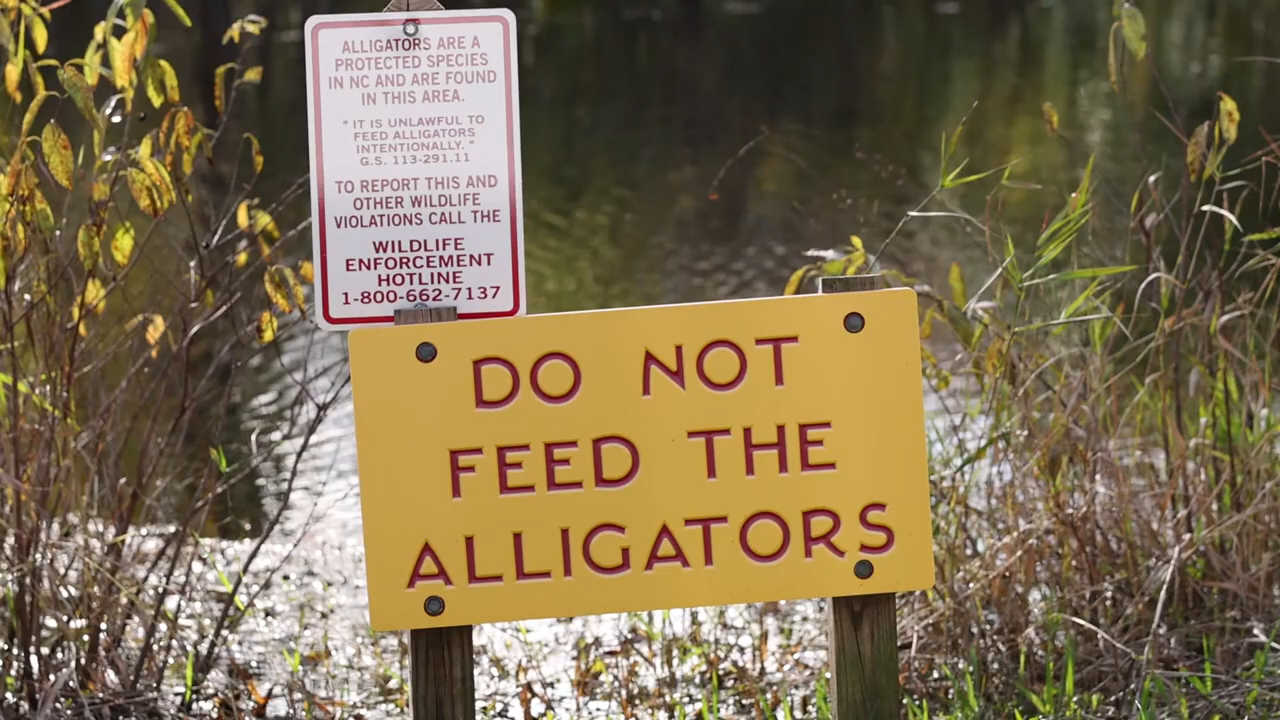 ALLIGATORS ARE A
PROTECTED SPECIES
IN NC AND ARE FOUND
IN THIS AREA.
" IT IS UNLAWFUL TO
FEED ALLIGATORS
INTENTIONALLY. "
G.S. 113-291.11
TO REPORT THIS AND
OTHER WILDLIFE
VIOLATIONS CALL THE
WILDLIFE
ENFORCEMENT
HOTLINE
1-800-662-7137
DO NOT
FEED THE
ALLIGATORS